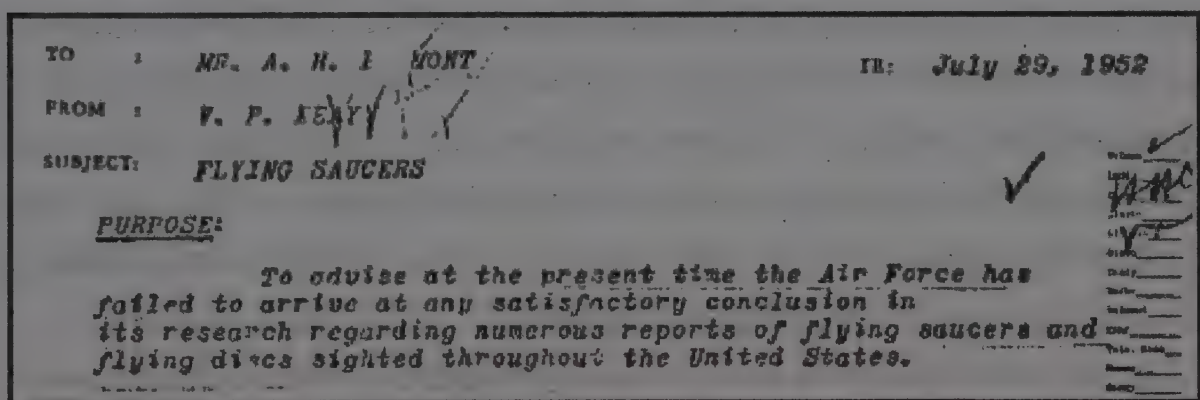 TO : MR. A. H. MONT DATE: July 29, 1952
FROM : V. P. KEAY
SUBJECT: FLYING SAUCERS
PURPOSE:
To advise at the present time the Air Force has
failed to arrive at any satisfactory conclusion in
its research regarding numerous reports of flying saucers and
flying discs sighted throughout the United States.